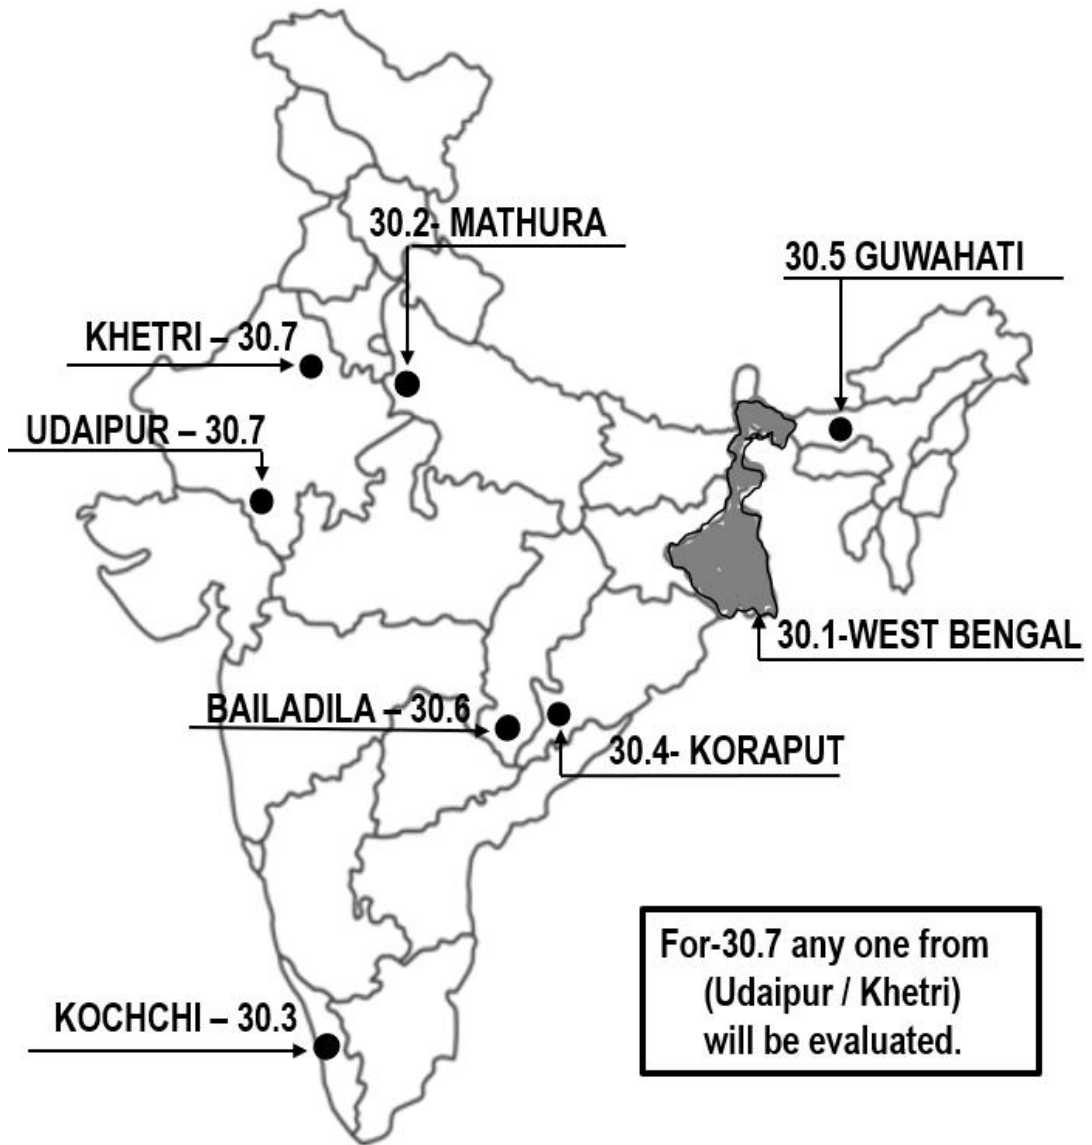 30.2- MATHURA
30.5 GUWAHATI
KHETRI – 30.7
UDAIPUR – 30.7
30.1-WEST BENGAL
BAILADILA – 30.6
30.4- KORAPUT
For-30.7 any one from
(Udaipur / Khetri)
will be evaluated.
KOCHCHI – 30.3